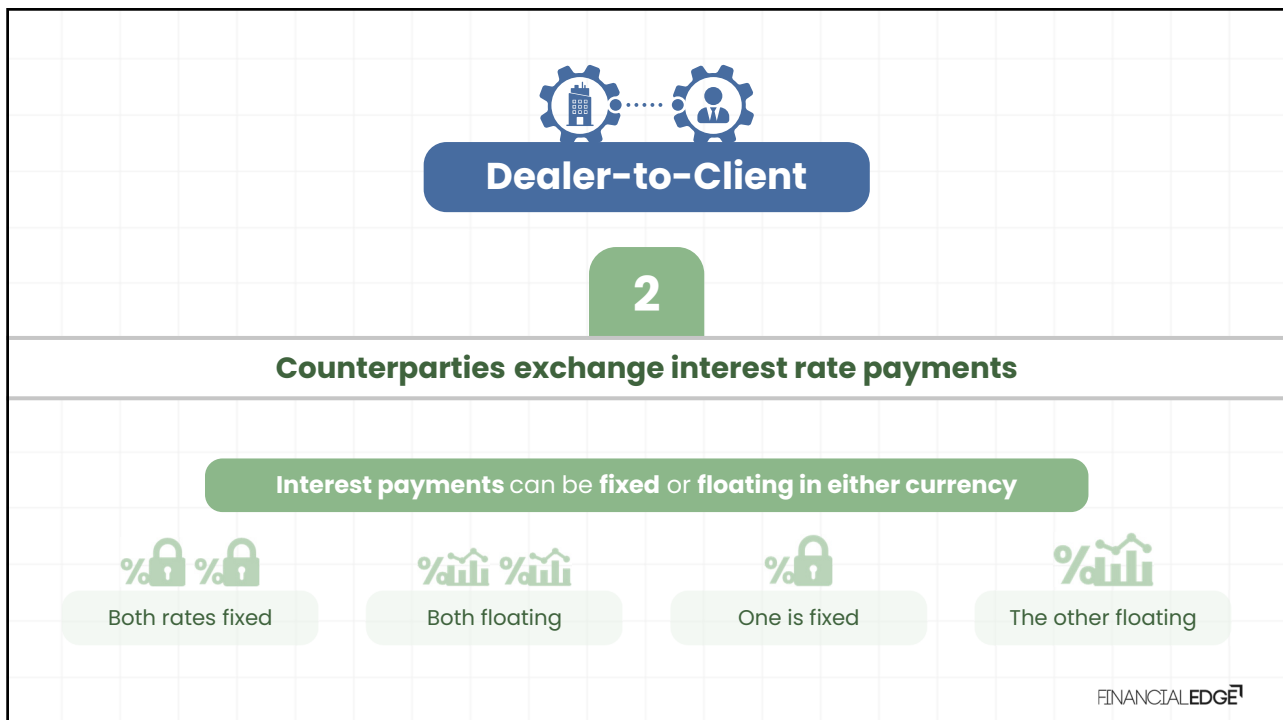 Dealer-to-Client
2
Counterparties exchange interest rate payments
Interest payments can be fixed or floating in either currency
% % % % % %
Both rates fixed
Both floating
One is fixed
The other floating
FINANCIALEDGE